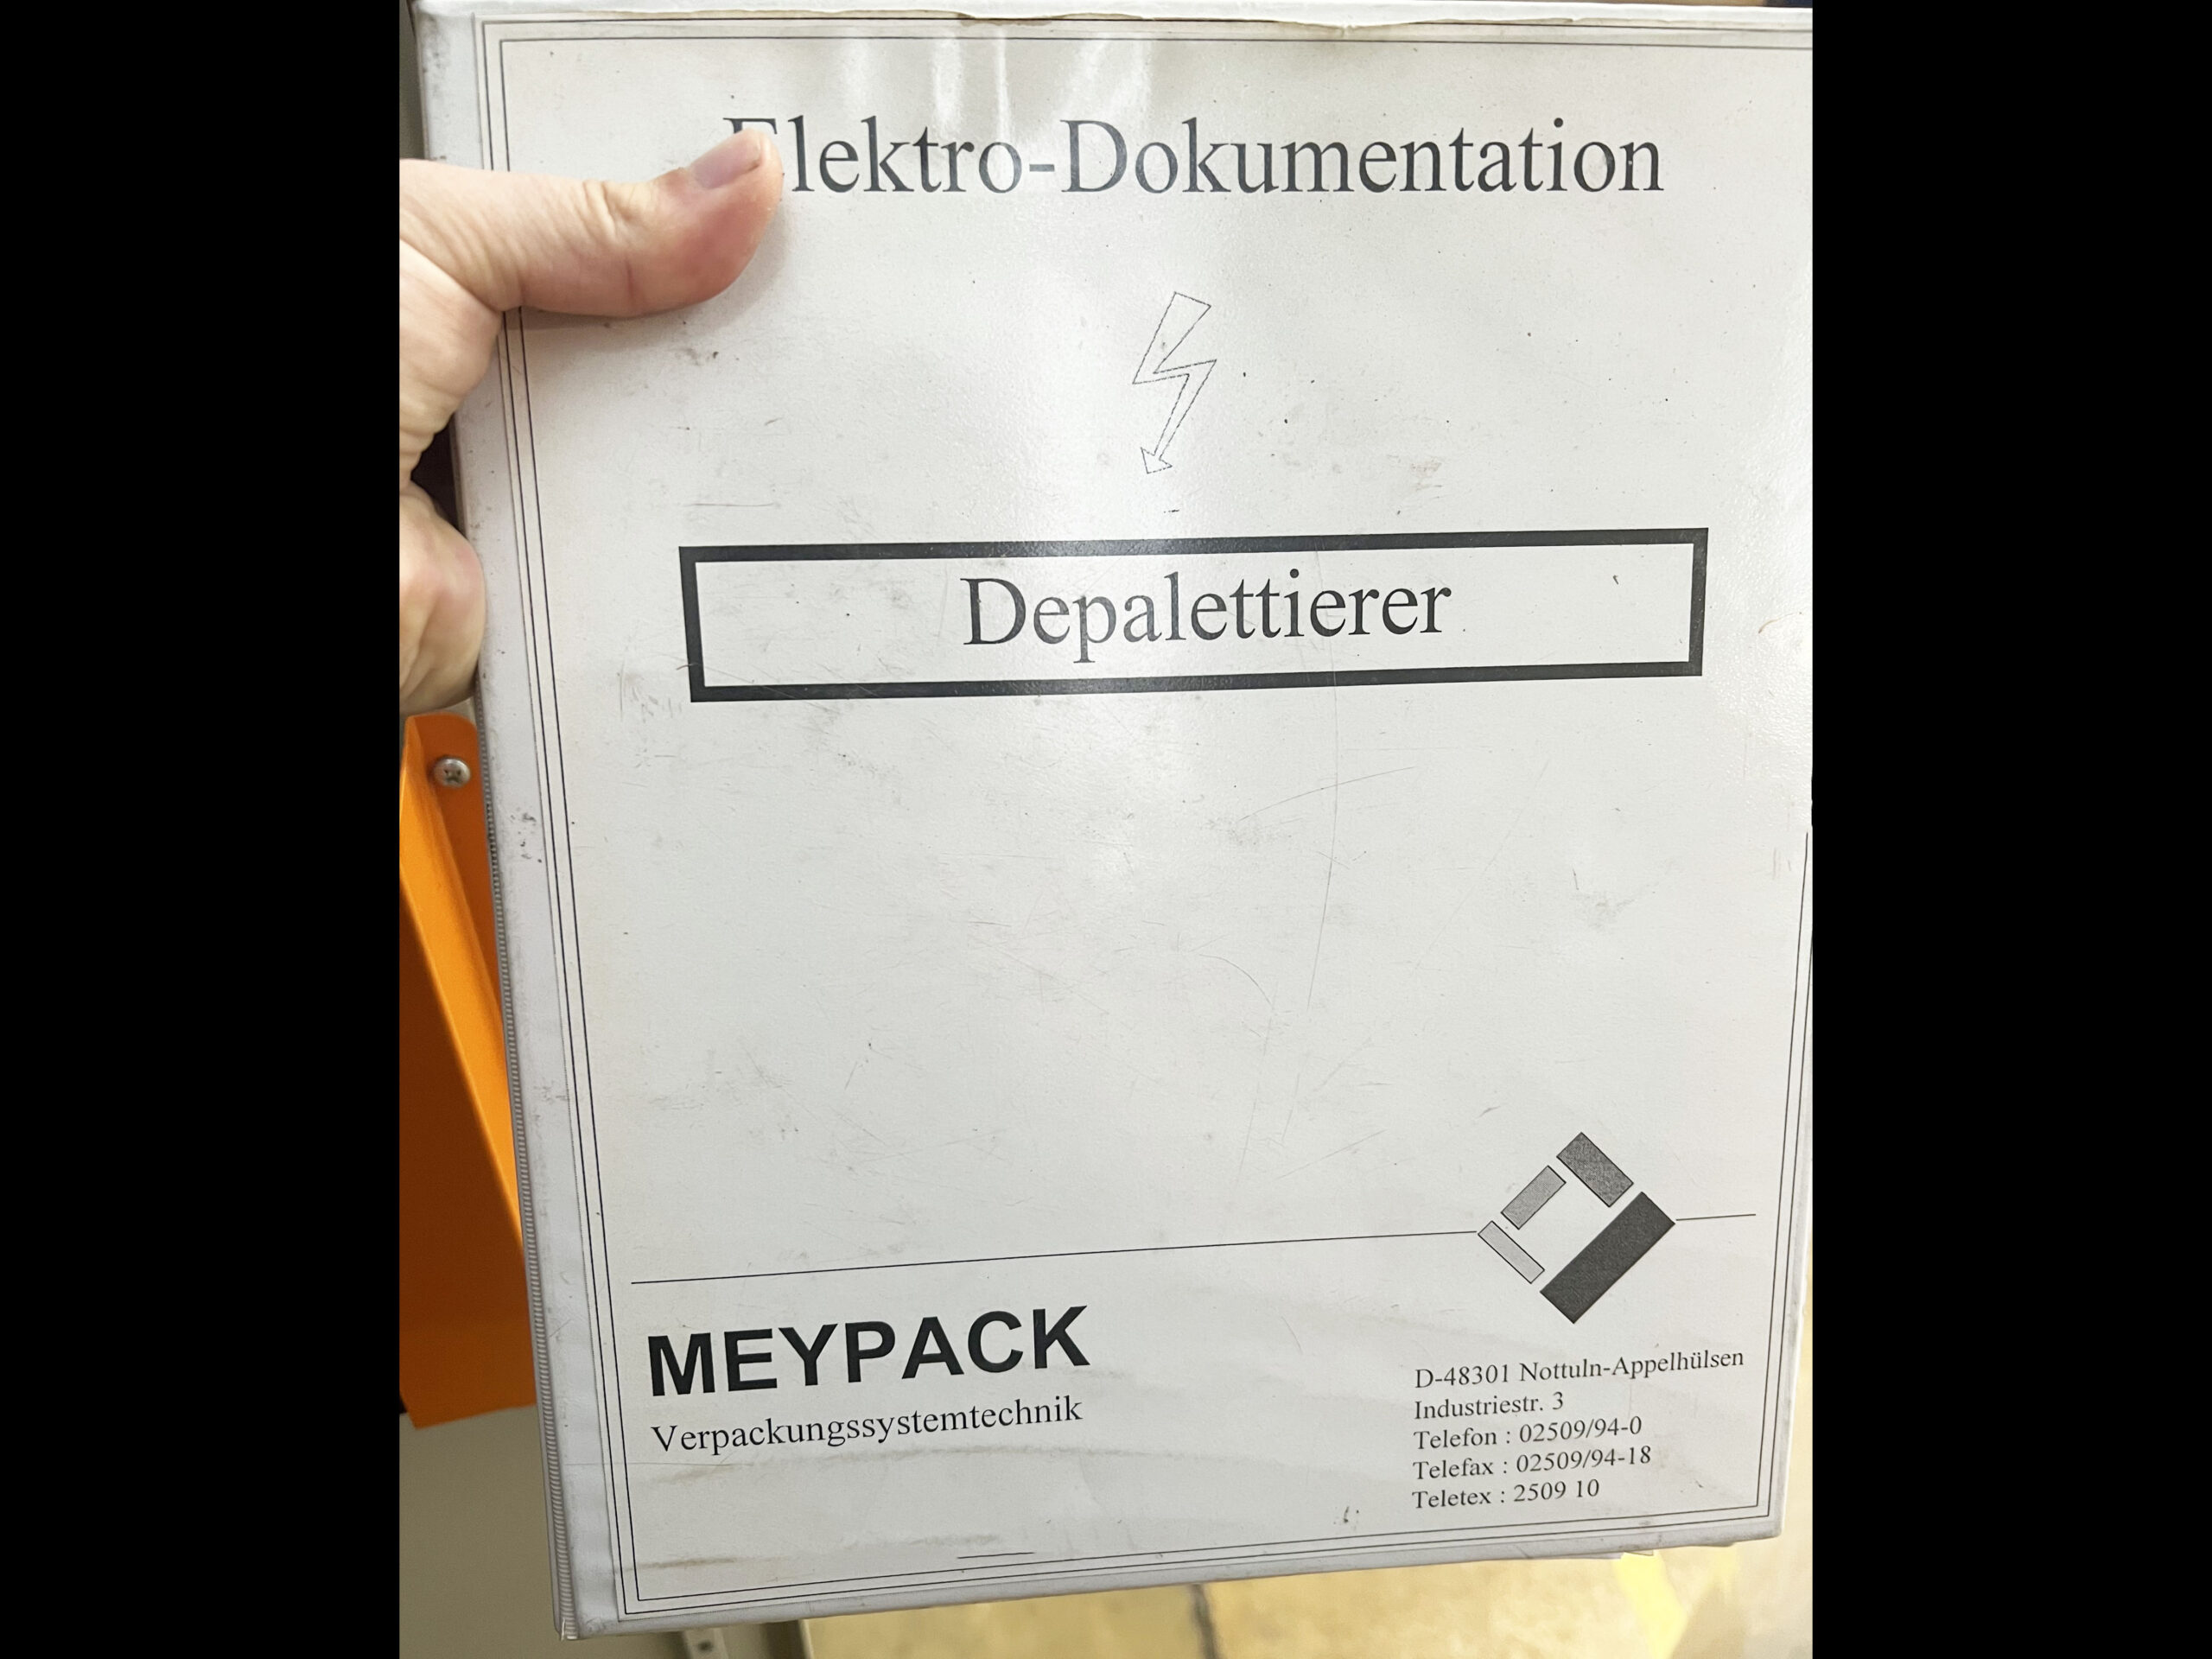 Elektro-Dokumentation
Depalettierer
MEYPACK
Verpackungssystemtechnik
D-48301 Nottuln-Appelhülsen
Industriestr. 3
Telefon : 02509/94-0
Telefax : 02509/94-18
Teletex : 2509 10